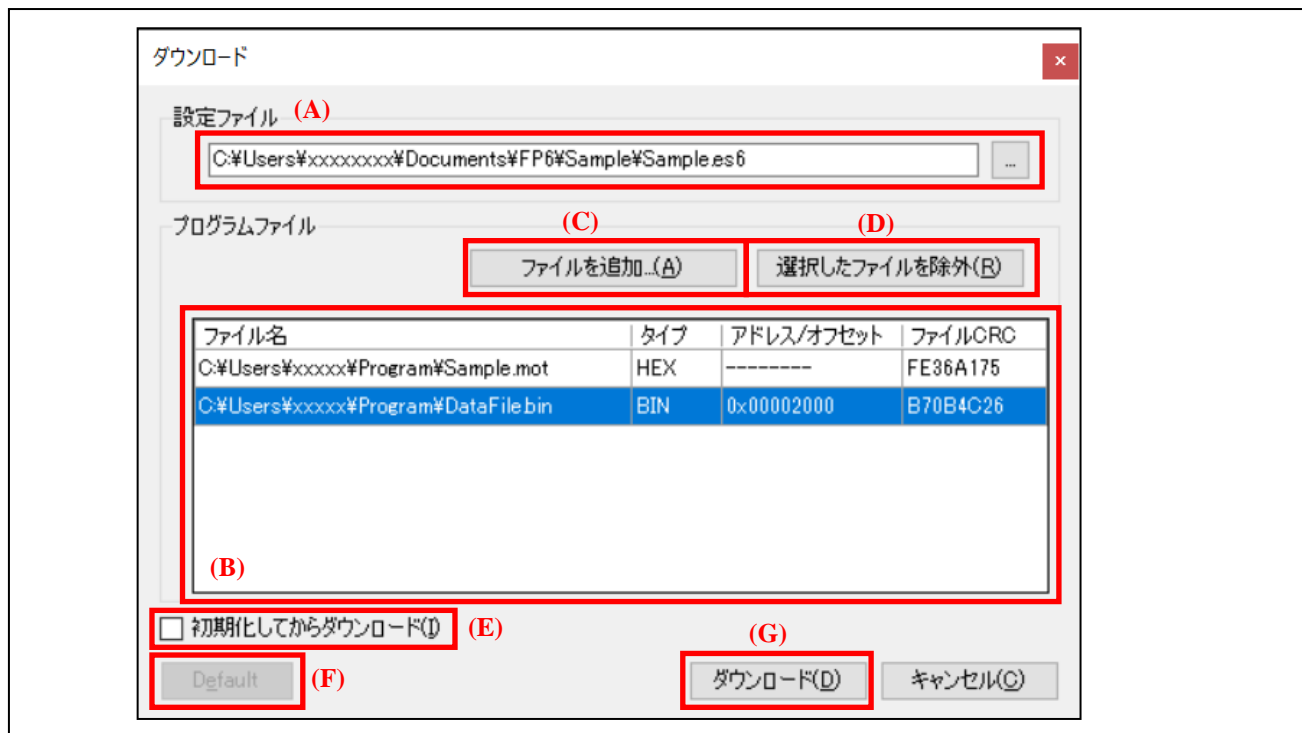 ダウンロード
×
設定ファイル (A)
C:¥Users¥xxxxxxxxx¥Documents¥FP6¥Sample¥Sample.es6 ...
プログラムファイル (C) (D)
ファイルを追加...(A) 選択したファイルを除外(R)
ファイル名 タイプ アドレス/オフセット ファイルCRC
C:¥Users¥xxxxx¥Program¥Sample.mot HEX -------- FE36A175
C:¥Users¥xxxxx¥Program¥DataFile.bin BIN 0x00002000 B70B4C26
(B)
初期化してからダウンロード(I) (E)
(G)
Default (F) ダウンロード(D) キャンセル(C)